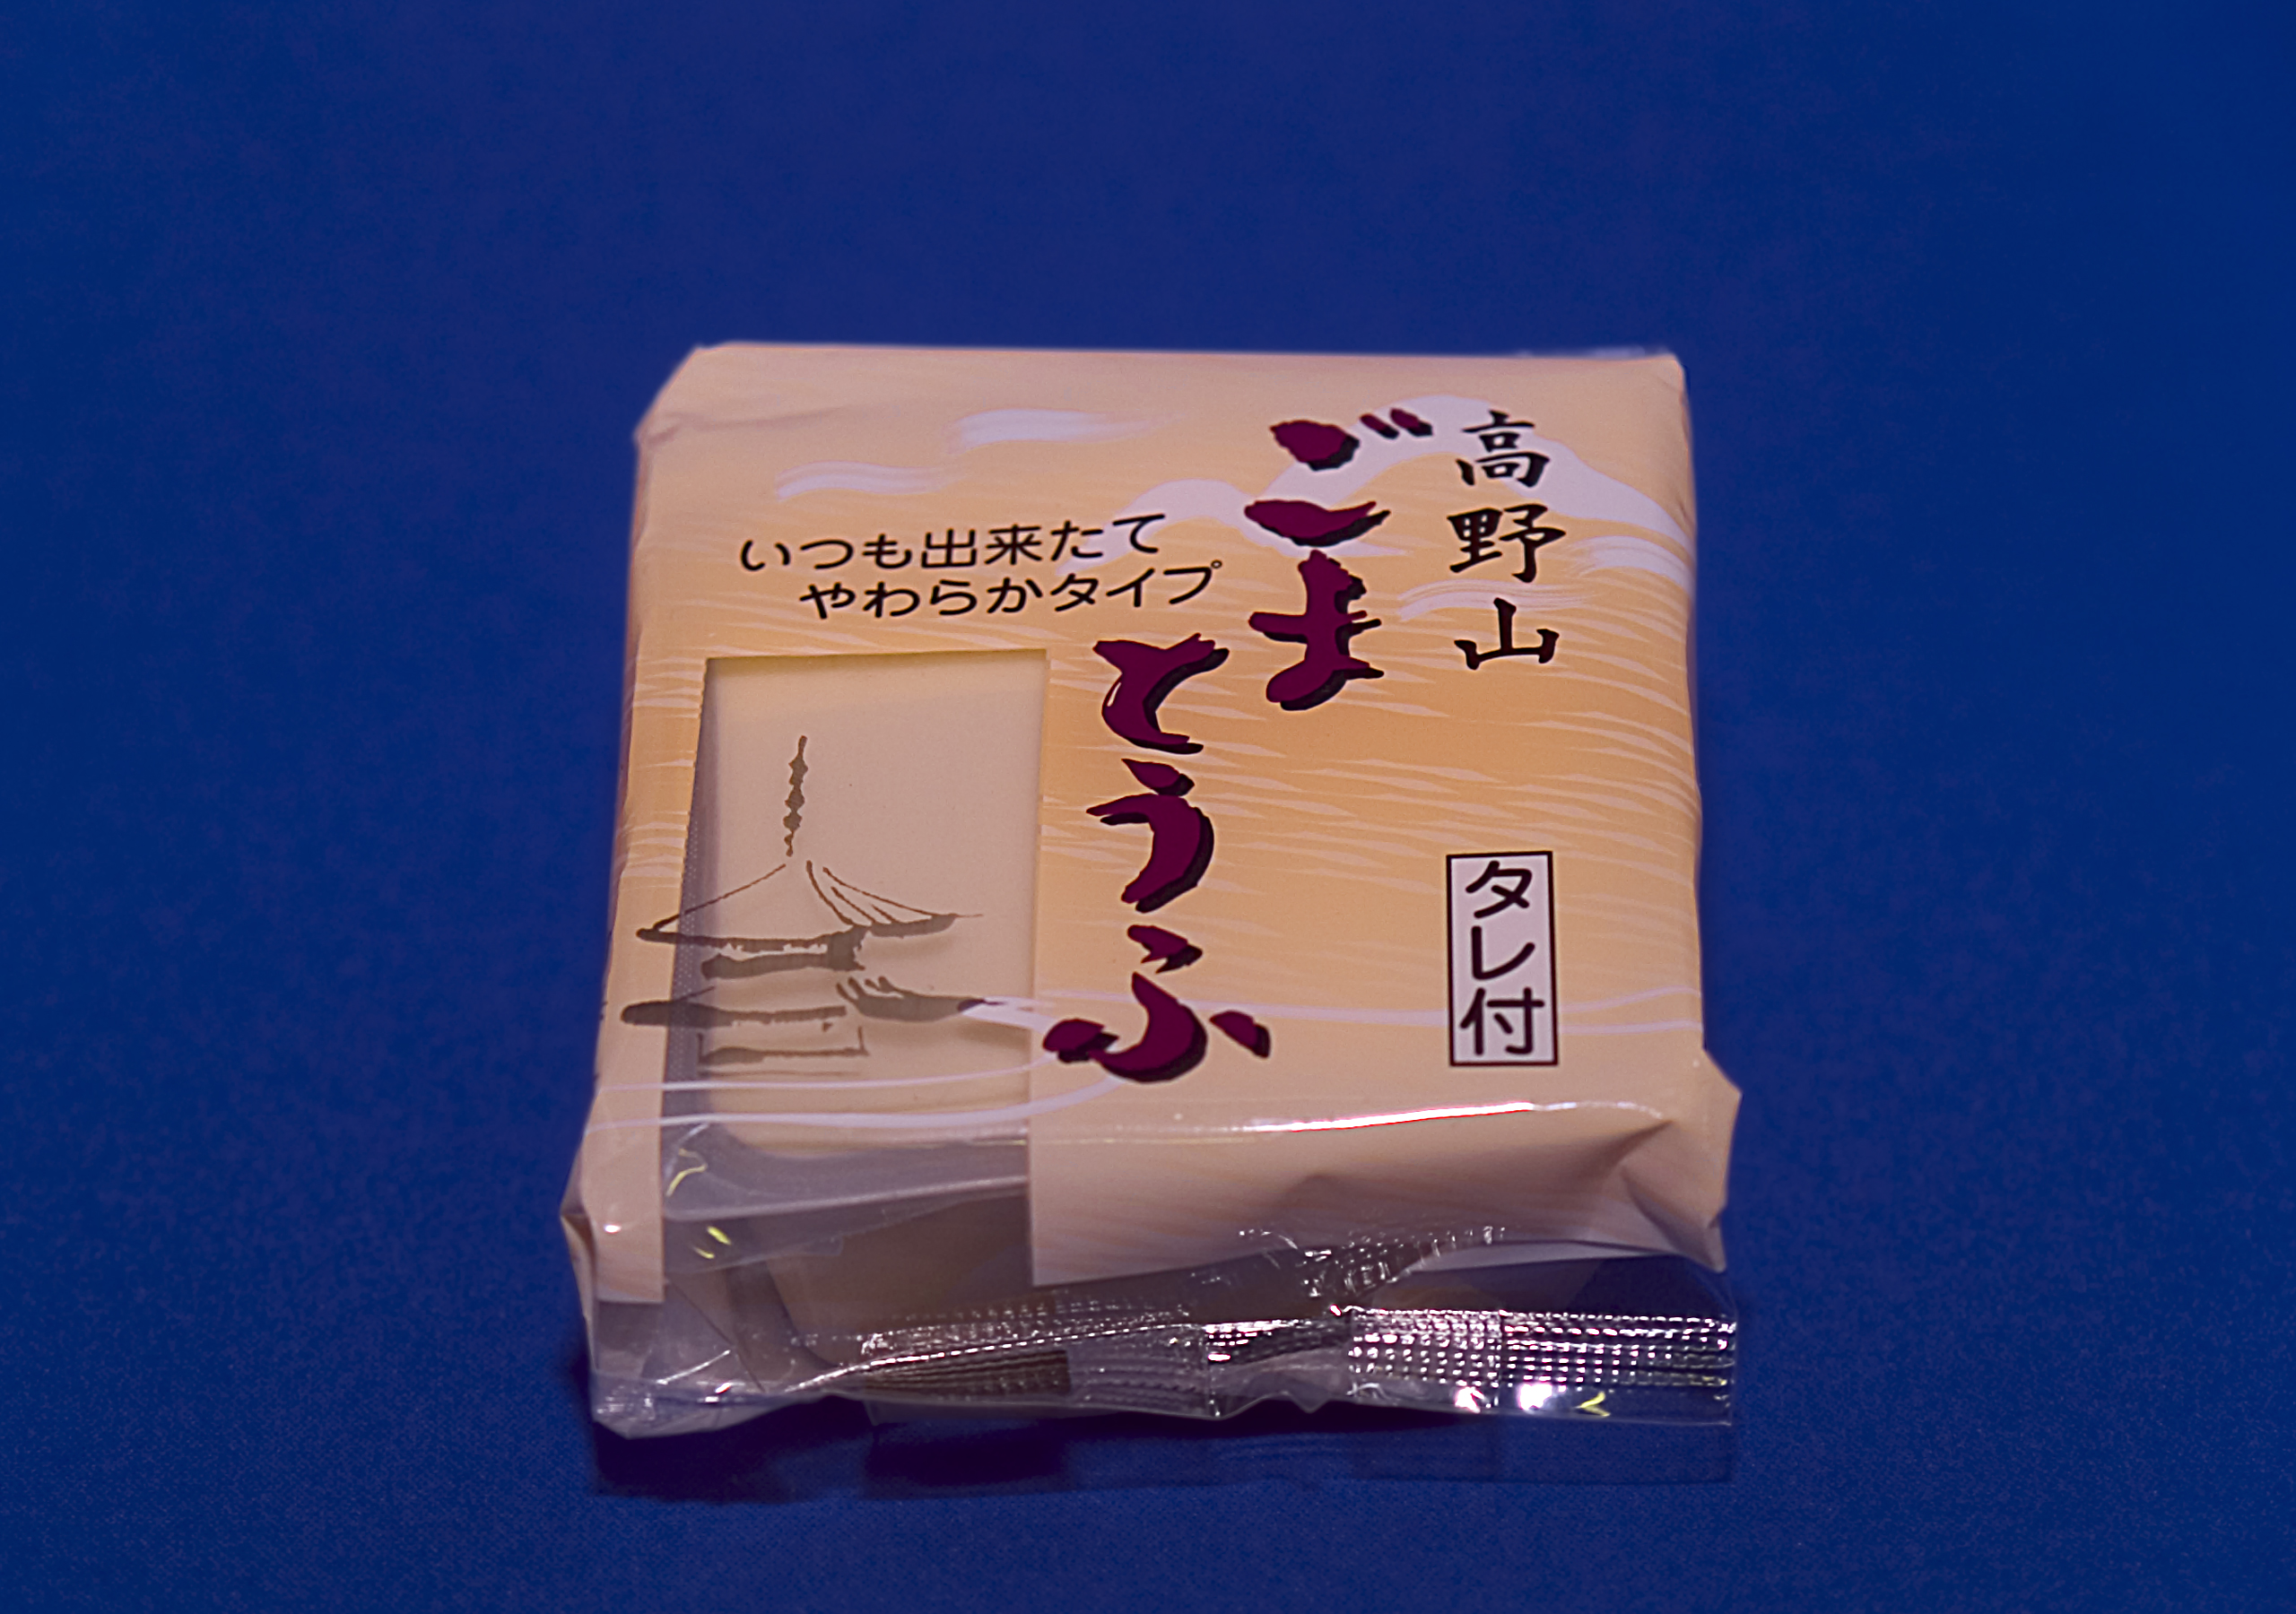 高野山
ごま
とうふ
いつも出来たて
やわらかタイプ
タレ付